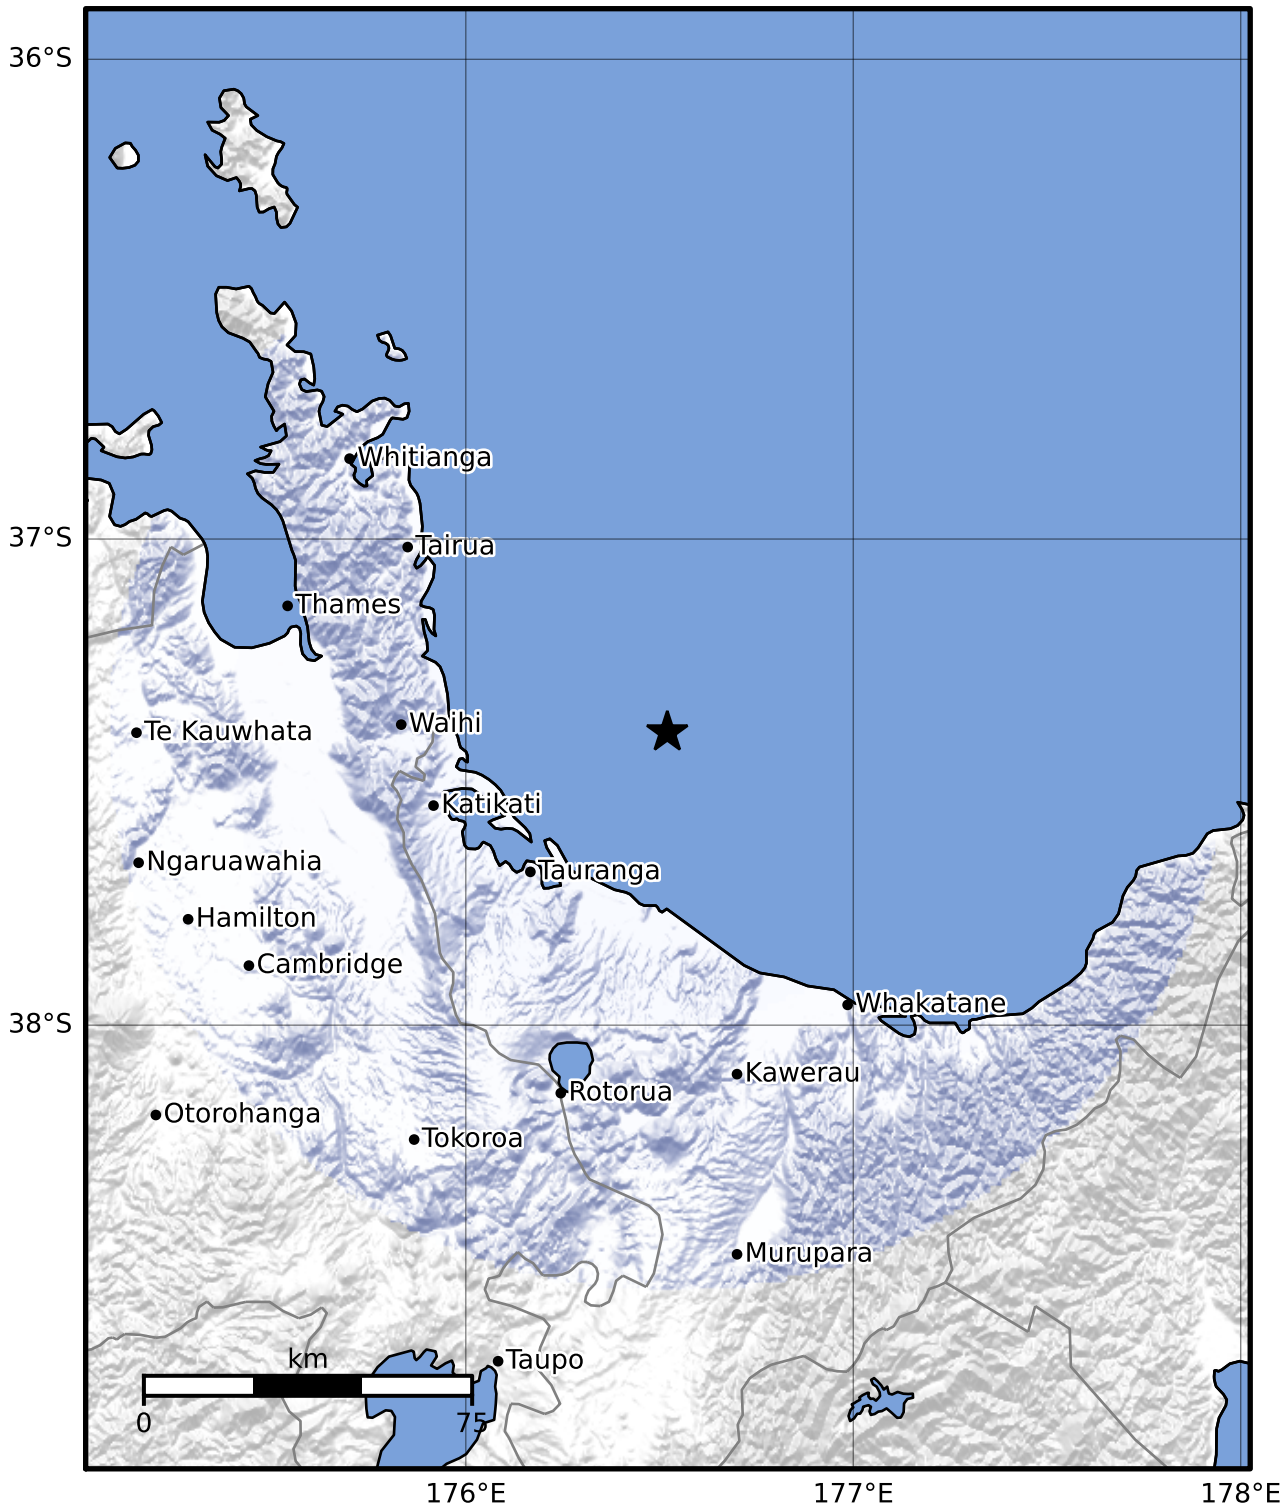 36°S
Whitianga
37°S
Tairua
Thames
Waihi
Te Kauwhata
Katikati
Ngaruawahia
Tauranga
Hamilton
Cambridge
Whakatane
38°S
Kawerau
Rotorua
Otorohanga
Tokoroa
Murupara
km
Taupo
0 75
176°E 177°E 178°E